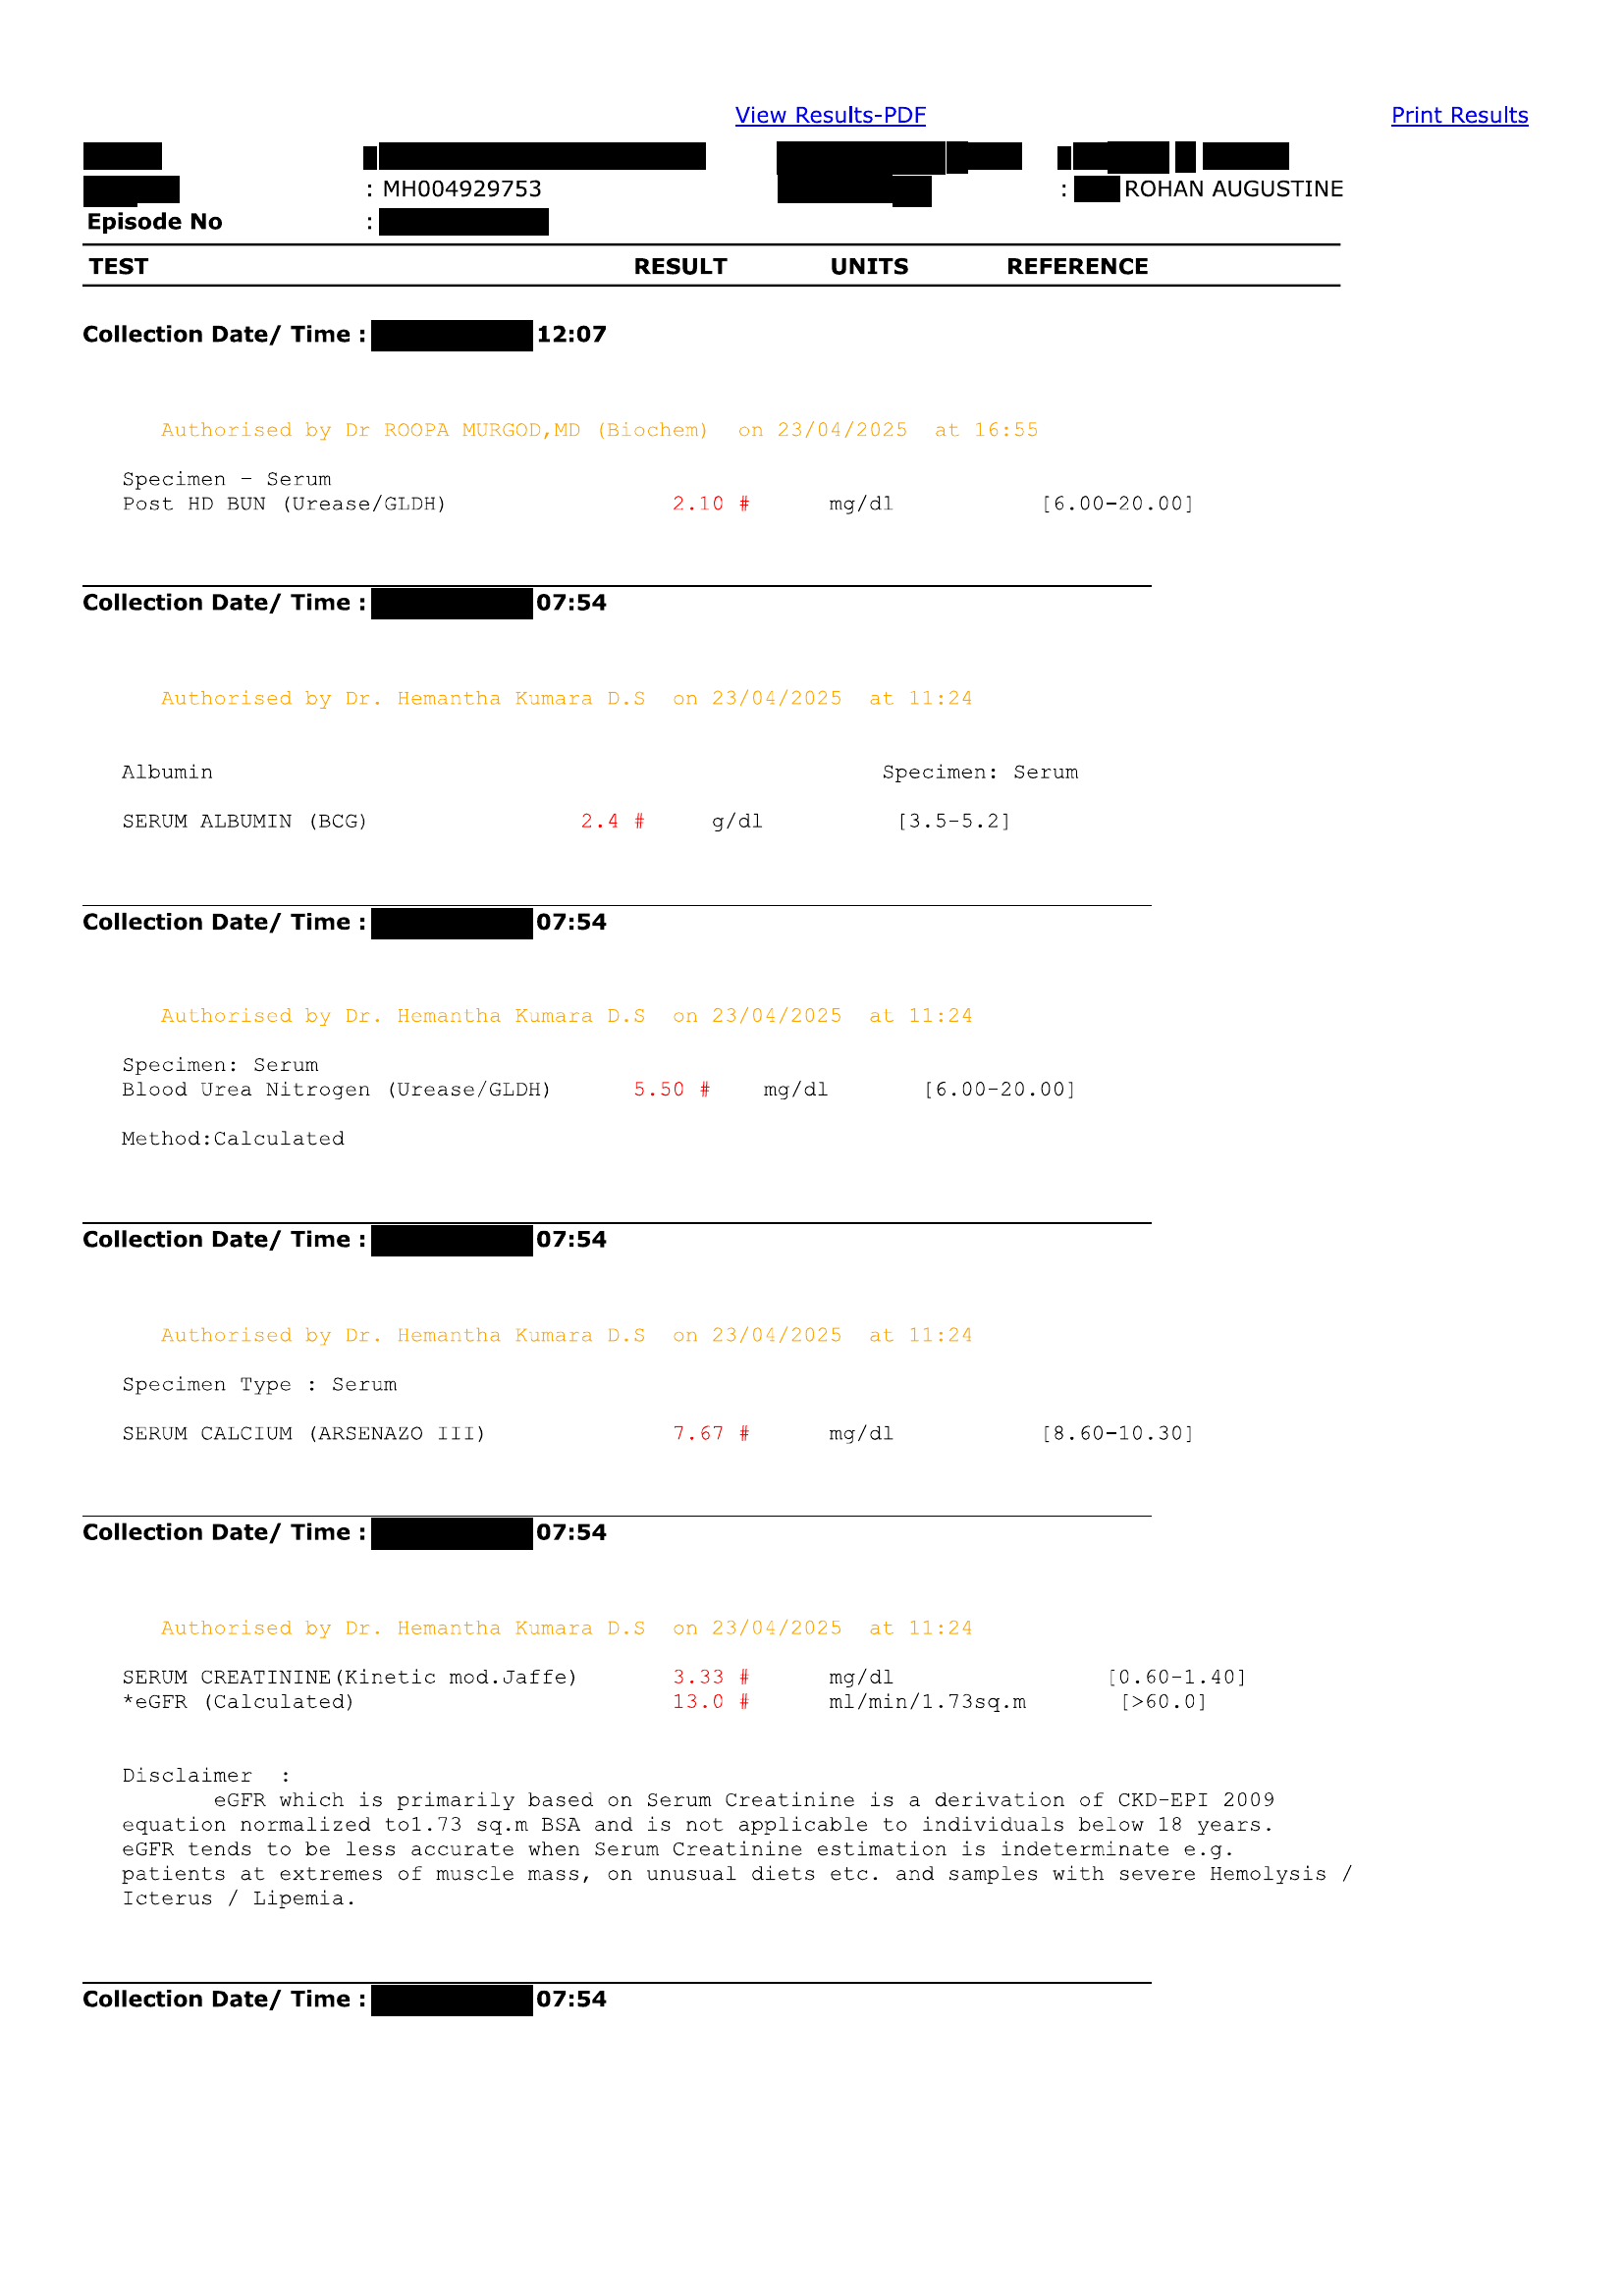 View Results-PDF Print Results
: MH004929753 : ROHAN AUGUSTINE
Episode No :
TEST RESULT UNITS REFERENCE
Collection Date/ Time : 12:07
Authorised by Dr ROOPA MURGOD,MD (Biochem) on 23/04/2025 at 16:55
Specimen - Serum
Post HD BUN (Urease/GLDH) 2.10 # mg/dl [6.00-20.00]
Collection Date/ Time : 07:54
Authorised by Dr. Hemantha Kumara D.S on 23/04/2025 at 11:24
Albumin Specimen: Serum
SERUM ALBUMIN (BCG) 2.4 # g/dl [3.5-5.2]
Collection Date/ Time : 07:54
Authorised by Dr. Hemantha Kumara D.S on 23/04/2025 at 11:24
Specimen: Serum
Blood Urea Nitrogen (Urease/GLDH) 5.50 # mg/dl [6.00-20.00]
Method:Calculated
Collection Date/ Time : 07:54
Authorised by Dr. Hemantha Kumara D.S on 23/04/2025 at 11:24
Specimen Type : Serum
SERUM CALCIUM (ARSENAZO III) 7.67 # mg/dl [8.60-10.30]
Collection Date/ Time : 07:54
Authorised by Dr. Hemantha Kumara D.S on 23/04/2025 at 11:24
SERUM CREATININE(Kinetic mod.Jaffe) 3.33 # mg/dl [0.60-1.40]
*eGFR (Calculated) 13.0 # ml/min/1.73sq.m [>60.0]
Disclaimer :
eGFR which is primarily based on Serum Creatinine is a derivation of CKD-EPI 2009
equation normalized to1.73 sq.m BSA and is not applicable to individuals below 18 years.
eGFR tends to be less accurate when Serum Creatinine estimation is indeterminate e.g.
patients at extremes of muscle mass, on unusual diets etc. and samples with severe Hemolysis /
Icterus / Lipemia.
Collection Date/ Time : 07:54